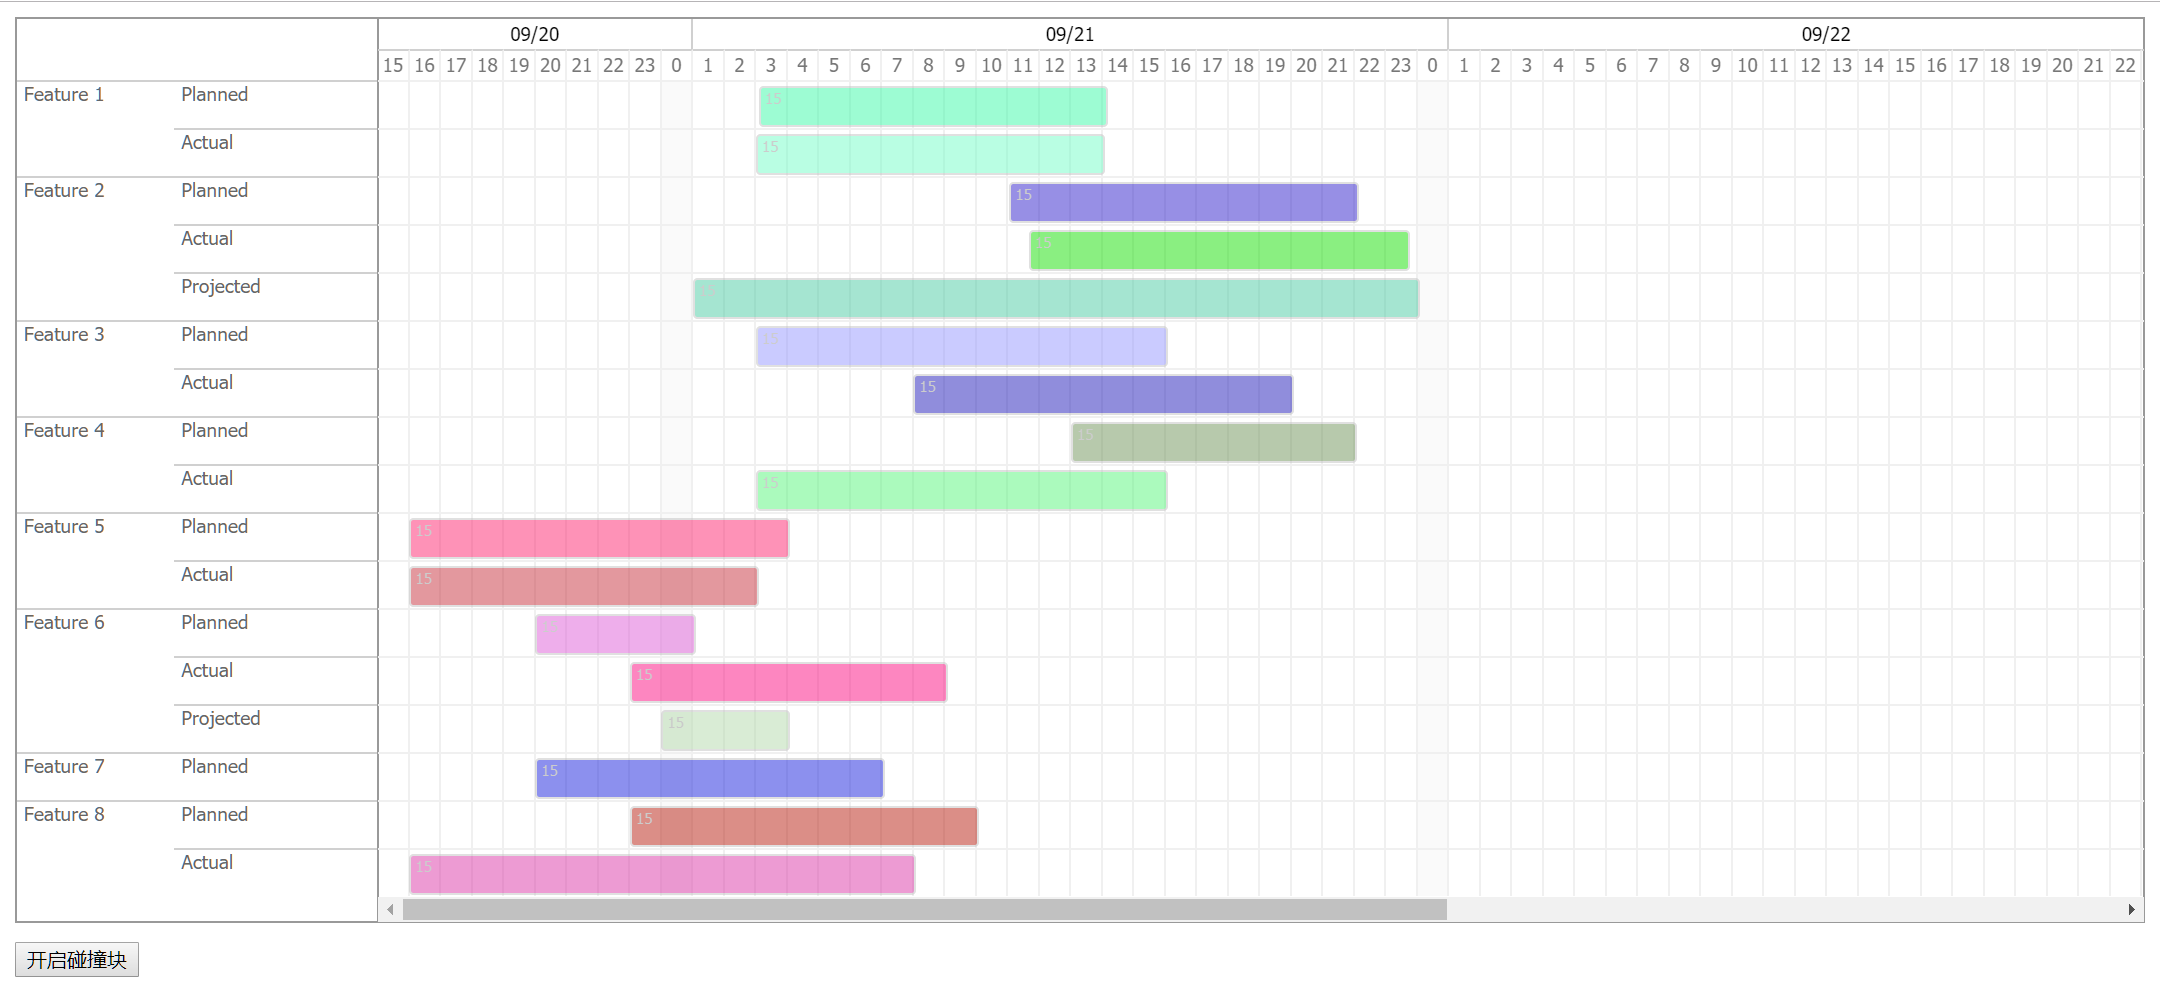 09/20 09/21 09/22
15 16 17 18 19 20 21 22 23 0 1 2 3 4 5 6 7 8 9 10 11 12 13 14 15 16 17 18 19 20 21 22 23 0 1 2 3 4 5 6 7 8 9 10 11 12 13 14 15 16 17 18 19 20 21 22
Feature 1 Planned 15
Actual 15
Feature 2 Planned 15
Actual 15
Projected
Feature 3 Planned 15
Actual 15
Feature 4 Planned 15
Actual 15
Feature 5 Planned 15
Actual 15
Feature 6 Planned 15
Actual 15
Projected 15
Feature 7 Planned 15
Feature 8 Planned 15
Actual 15
开启碰撞块